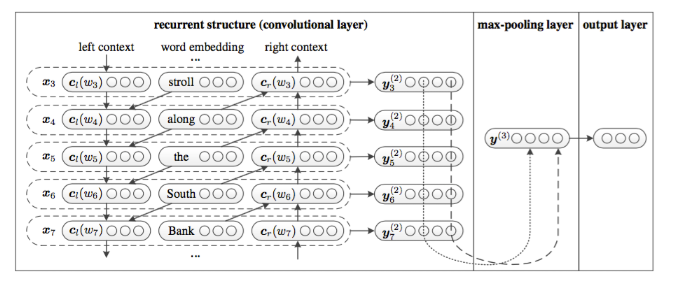 recurrent structure (convolutional layer) max-pooling layer output layer
left context word embedding right context
...
x₃ cₗ(w₃) stroll cᵣ(w₃) y₃⁽²⁾
x₄ cₗ(w₄) along cᵣ(w₄) y₄⁽²⁾
y⁽³⁾
x₅ cₗ(w₅) the cᵣ(w₅) y₅⁽²⁾
x₆ cₗ(w₆) South cᵣ(w₆) y₆⁽²⁾
x₇ cₗ(w₇) Bank cᵣ(w₇) y₇⁽²⁾
...